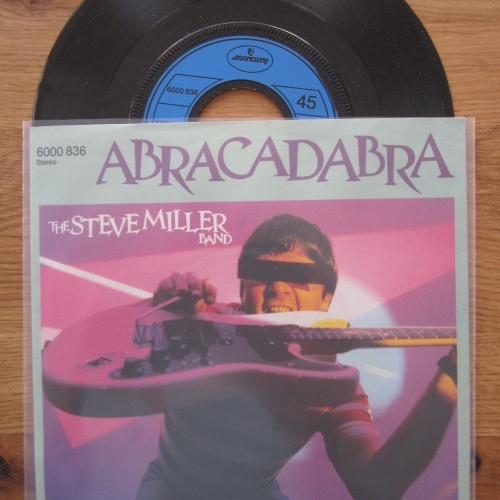 mercury
6000 836
45
6000 836
Stereo
ABRACADABRA
THE STEVE MILLER
BAND